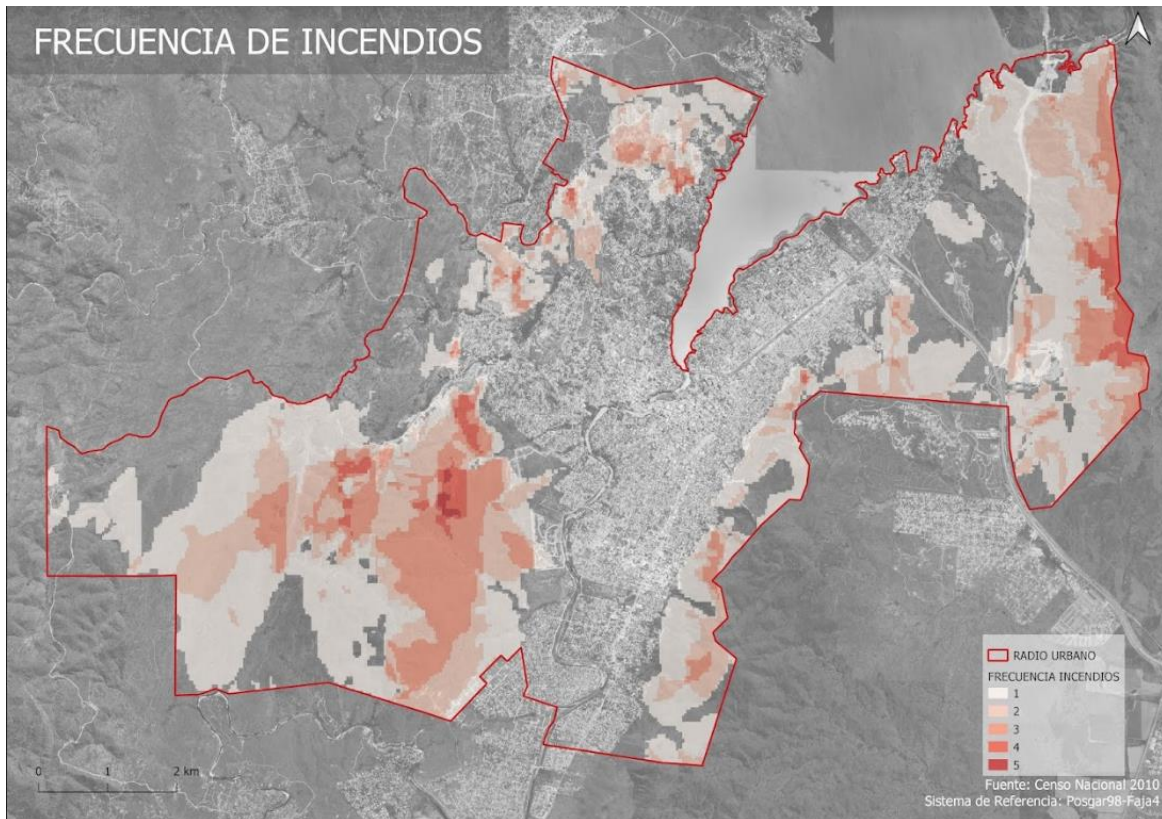 FRECUENCIA DE INCENDIOS
RADIO URBANO
FRECUENCIA INCENDIOS
1
2
3
4
5
0 1 2 km
Fuente: Censo Nacional 2010
Sistema de Referencia: Posgar98-Faja4